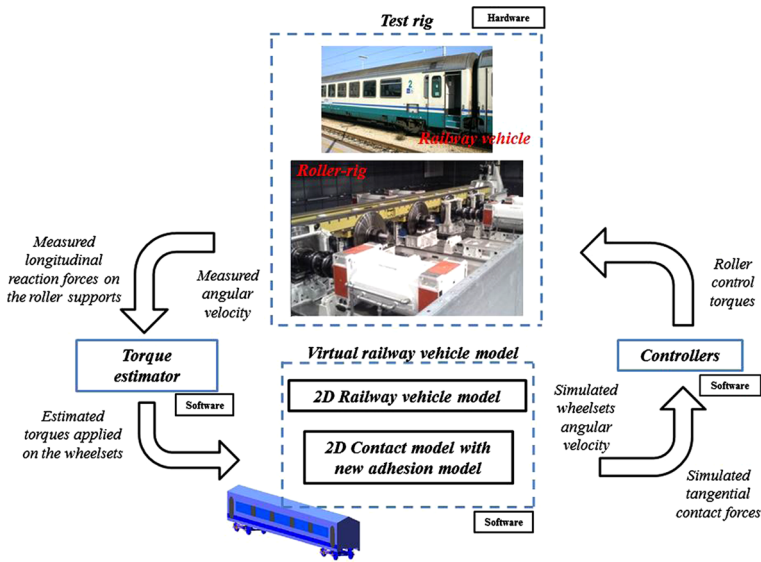 Test rig
Hardware
Railway vehicle
Roller-rig
Measured
longitudinal
reaction forces on
the roller supports
Measured
angular
velocity
Roller
control
torques
Torque
estimator
Software
Virtual railway vehicle model
2D Railway vehicle model
2D Contact model with
new adhesion model
Software
Controllers
Software
Estimated
torques applied
on the wheelsets
Simulated
wheelsets
angular
velocity
Simulated
tangential
contact forces